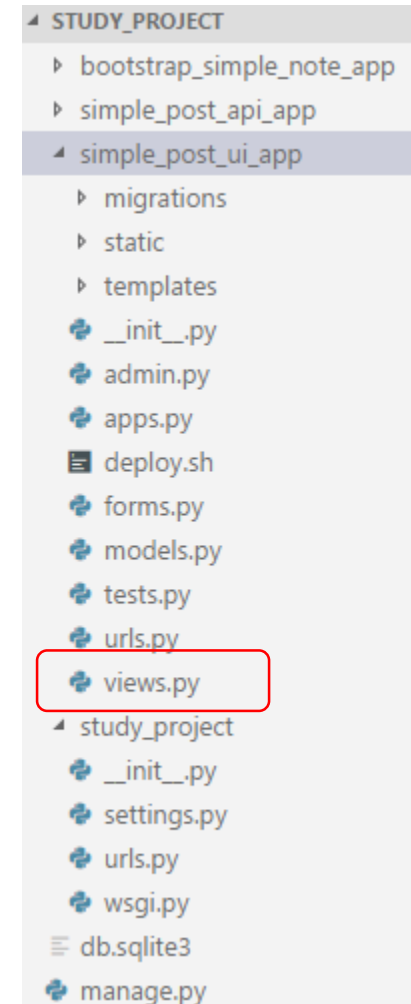 STUDY_PROJECT
bootstrap_simple_note_app
simple_post_api_app
simple_post_ui_app
migrations
static
templates
__init__.py
admin.py
apps.py
deploy.sh
forms.py
models.py
tests.py
urls.py
views.py
study_project
__init__.py
settings.py
urls.py
wsgi.py
db.sqlite3
manage.py